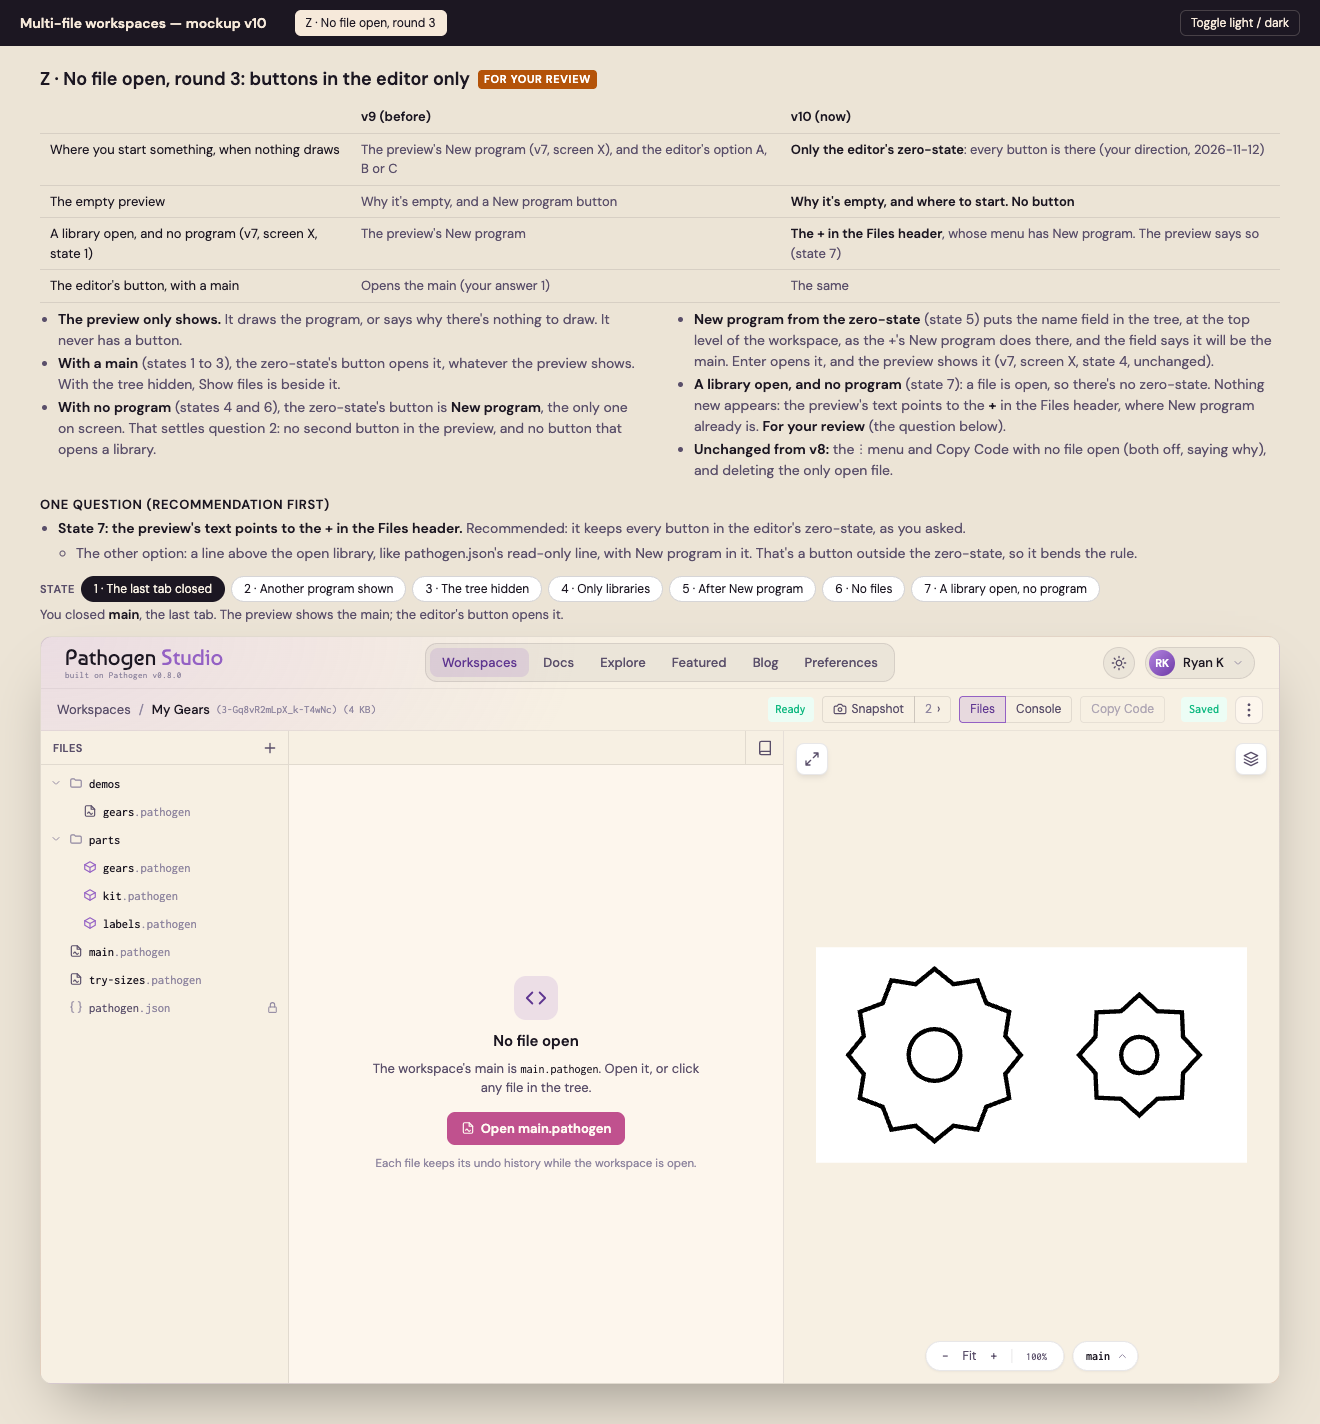 Multi-file workspaces — mockup v10
Z · No file open, round 3
Toggle light / dark
Z · No file open, round 3: buttons in the editor only
FOR YOUR REVIEW
v9 (before)
v10 (now)
Where you start something, when nothing draws
The preview's New program (v7, screen X), and the editor's option A,
B or C
Only the editor's zero-state: every button is there (your direction, 2026-11-12)
The empty preview
Why it's empty, and a New program button
Why it's empty, and where to start. No button
A library open, and no program (v7, screen X,
state 1)
The preview's New program
The + in the Files header, whose menu has New program. The preview says so
(state 7)
The editor's button, with a main
Opens the main (your answer 1)
The same
• The preview only shows. It draws the program, or says why there's nothing to draw. It
never has a button.
• With a main (states 1 to 3), the zero-state's button opens it, whatever the preview shows.
With the tree hidden, Show files is beside it.
• With no program (states 4 and 6), the zero-state's button is New program, the only one
on screen. That settles question 2: no second button in the preview, and no button that
opens a library.
• New program from the zero-state (state 5) puts the name field in the tree, at the top
level of the workspace, as the +'s New program does there, and the field says it will be the
main. Enter opens it, and the preview shows it (v7, screen X, state 4, unchanged).
• A library open, and no program (state 7): a file is open, so there's no zero-state. Nothing
new appears: the preview's text points to the + in the Files header, where New program
already is. For your review (the question below).
• Unchanged from v8: the ⋮ menu and Copy Code with no file open (both off, saying why),
and deleting the only open file.
ONE QUESTION (RECOMMENDATION FIRST)
• State 7: the preview's text points to the + in the Files header. Recommended: it keeps every button in the editor's zero-state, as you asked.
◦ The other option: a line above the open library, like pathogen.json's read-only line, with New program in it. That's a button outside the zero-state, so it bends the rule.
STATE
1 · The last tab closed
2 · Another program shown
3 · The tree hidden
4 · Only libraries
5 · After New program
6 · No files
7 · A library open, no program
You closed main, the last tab. The preview shows the main; the editor's button opens it.
Pathogen Studio
built on Pathogen v0.8.0
Workspaces
Docs
Explore
Featured
Blog
Preferences
RK
Ryan K
Workspaces / My Gears (3-Gq8vR2mLpX_k-T4wNc) (4 KB)
Ready
Snapshot
2 ›
Files
Console
Copy Code
Saved
FILES
+
demos
gears.pathogen
parts
gears.pathogen
kit.pathogen
labels.pathogen
main.pathogen
try-sizes.pathogen
{} pathogen.json
No file open
The workspace's main is main.pathogen. Open it, or click
any file in the tree.
Open main.pathogen
Each file keeps its undo history while the workspace is open.
− Fit + 100%
main